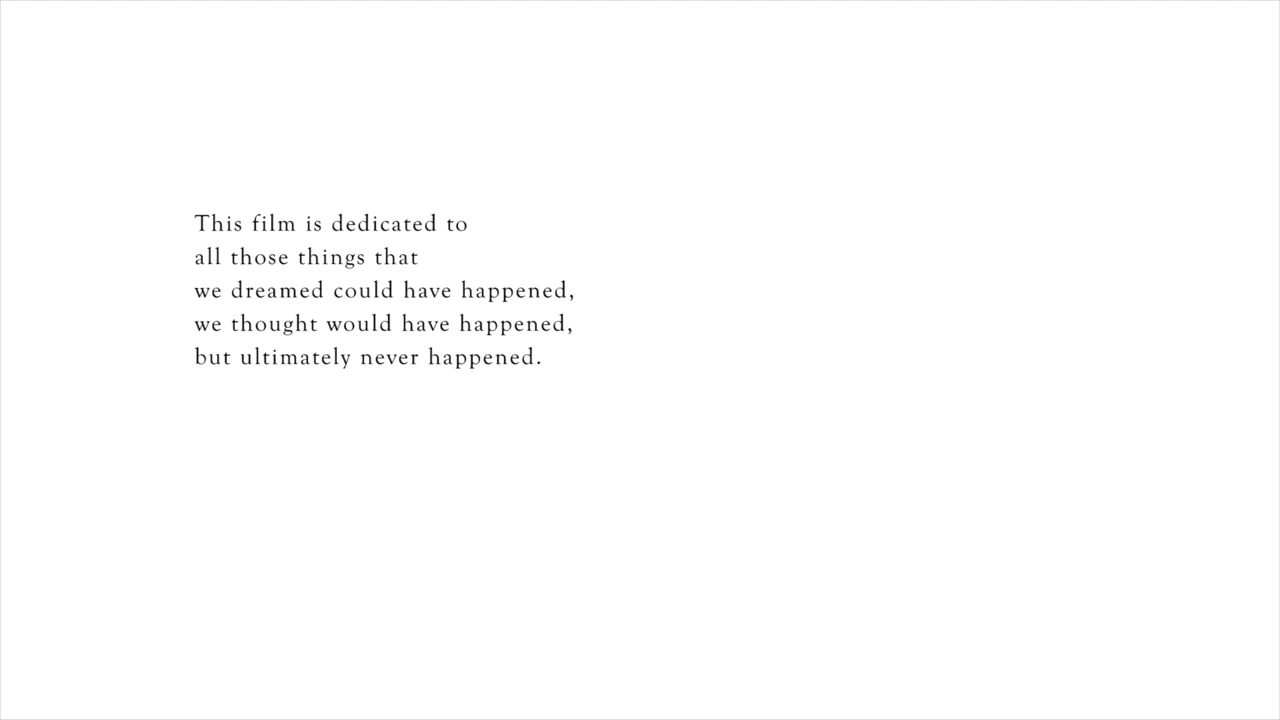 This film is dedicated to
all those things that
we dreamed could have happened,
we thought would have happened,
but ultimately never happened.